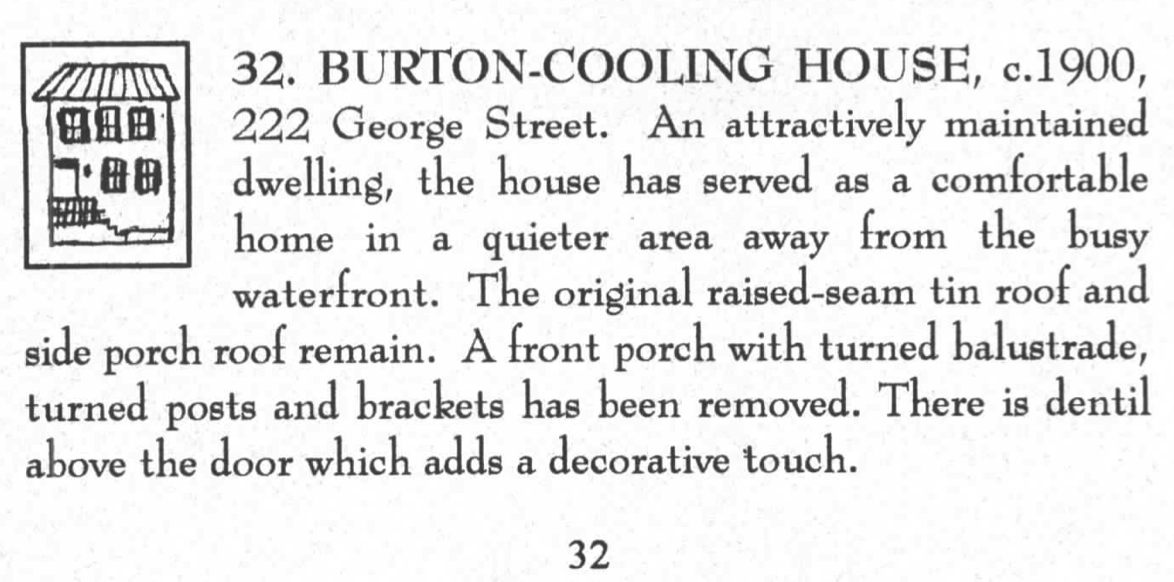 32. BURTON-COOLING HOUSE, c.1900,
222 George Street. An attractively maintained
dwelling, the house has served as a comfortable
home in a quieter area away from the busy
waterfront. The original raised-seam tin roof and
side porch roof remain. A front porch with turned balustrade,
turned posts and brackets has been removed. There is dentil
above the door which adds a decorative touch.
32